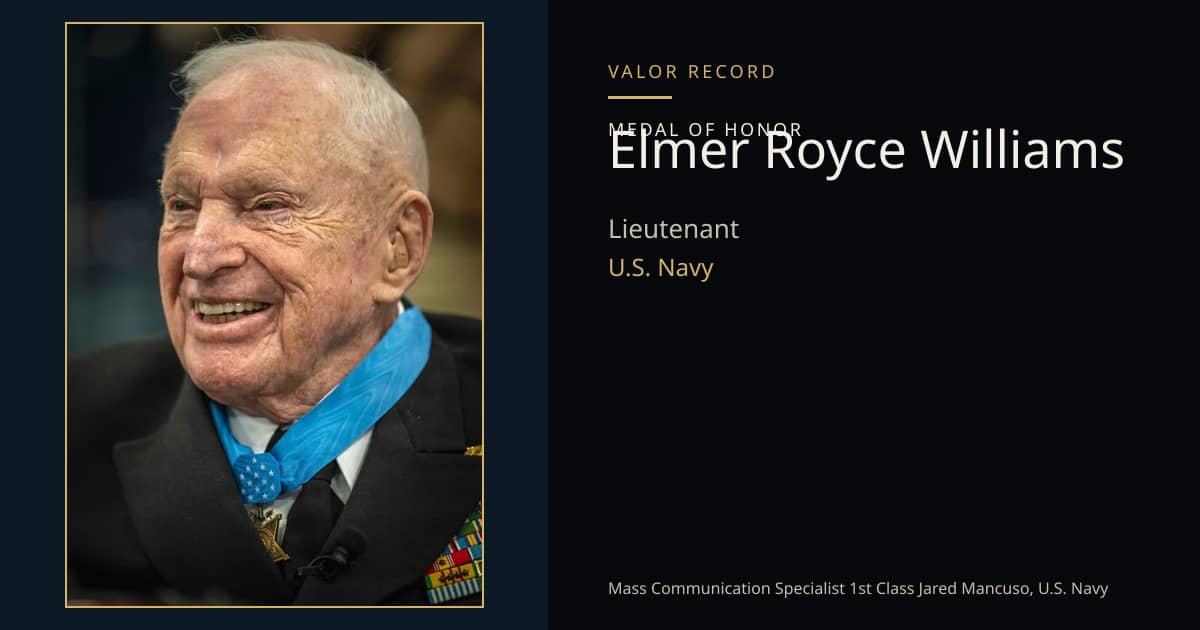 VALOR RECORD
MEDAL OF HONOR
Elmer Royce Williams
Lieutenant
U.S. Navy
Mass Communication Specialist 1st Class Jared Mancuso, U.S. Navy